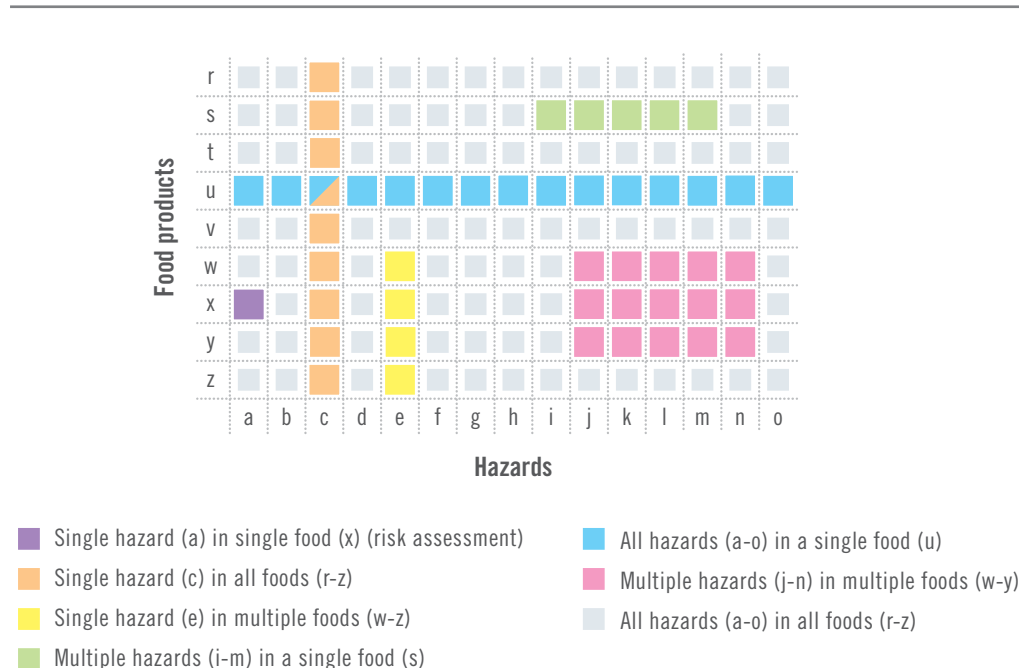 r
s
t
u
v
w
x
y
z
Food products
a b c d e f g h i j k l m n o
Hazards
Single hazard (a) in single food (x) (risk assessment)
Single hazard (c) in all foods (r-z)
Single hazard (e) in multiple foods (w-z)
Multiple hazards (i-m) in a single food (s)
All hazards (a-o) in a single food (u)
Multiple hazards (j-n) in multiple foods (w-y)
All hazards (a-o) in all foods (r-z)